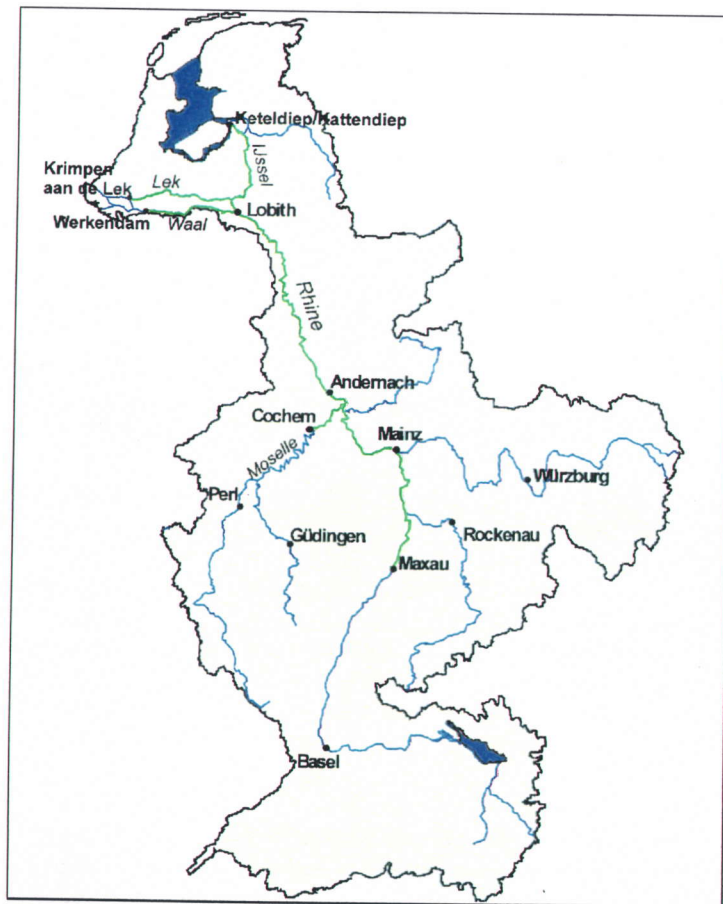 Keteldiep/Kattendiep
IJssel
Krimpen
aan de Lek
Lek
Lobith
Werkendam
Waal
Rhine
Andernach
Cochem
Mainz
Moselle
Würzburg
Perl
Rockenau
Güdingen
Maxau
Basel